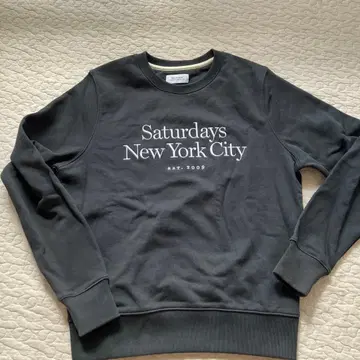 Saturdays
New York City
EST. 2009